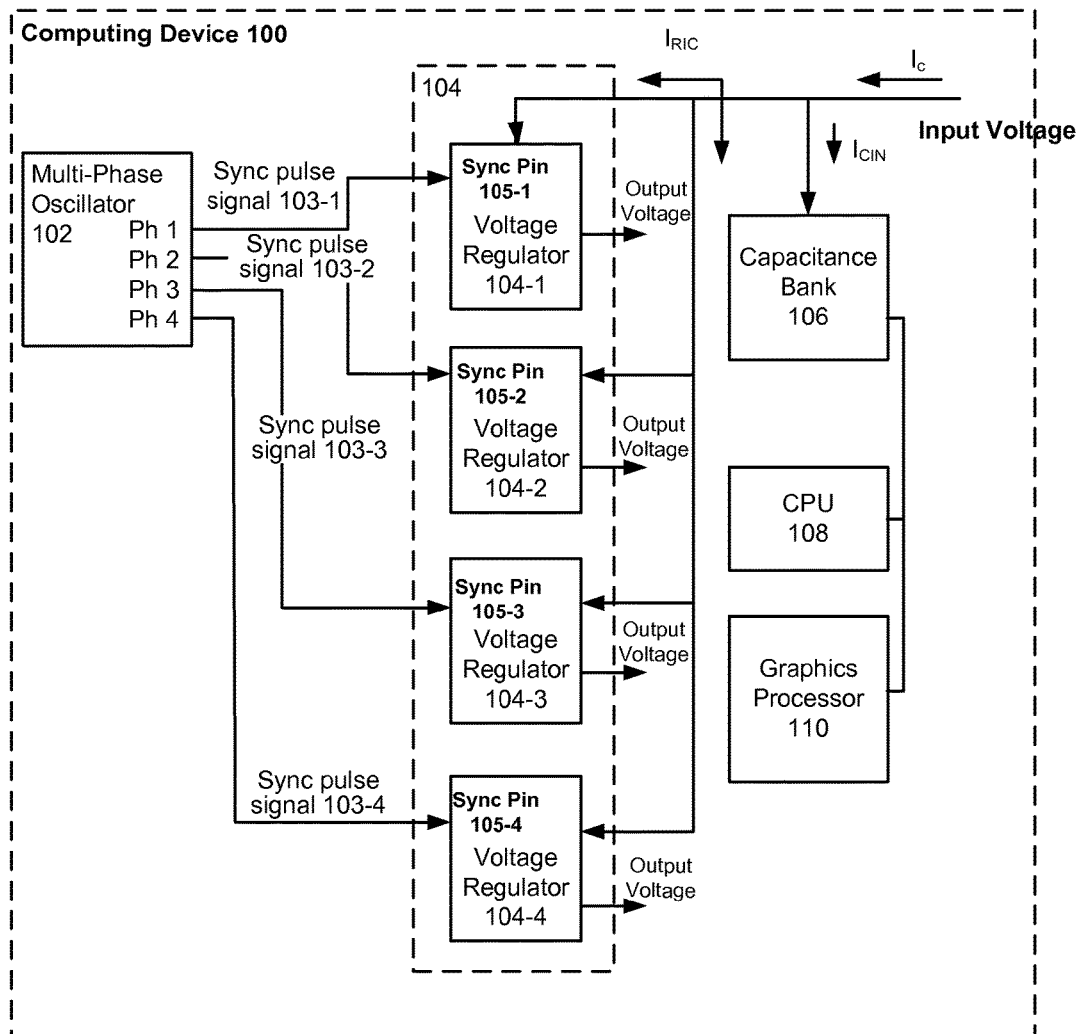 Computing Device 100
I_RIC
I_c
104
Input Voltage
I_CIN
Multi-Phase
Oscillator
102
Ph 1
Ph 2
Ph 3
Ph 4
Sync pulse
signal 103-1
Sync pulse
signal 103-2
Sync pulse
signal 103-3
Sync pulse
signal 103-4
Sync Pin
105-1
Voltage
Regulator
104-1
Output
Voltage
Sync Pin
105-2
Voltage
Regulator
104-2
Output
Voltage
Sync Pin
105-3
Voltage
Regulator
104-3
Output
Voltage
Sync Pin
105-4
Voltage
Regulator
104-4
Output
Voltage
Capacitance
Bank
106
CPU
108
Graphics
Processor
110